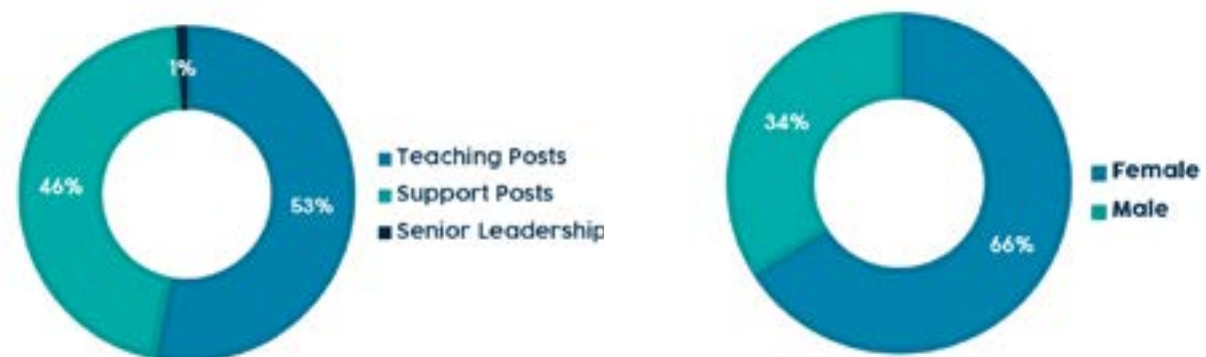 1%
46%
53%
Teaching Posts
Support Posts
Senior Leadership
34%
66%
Female
Male